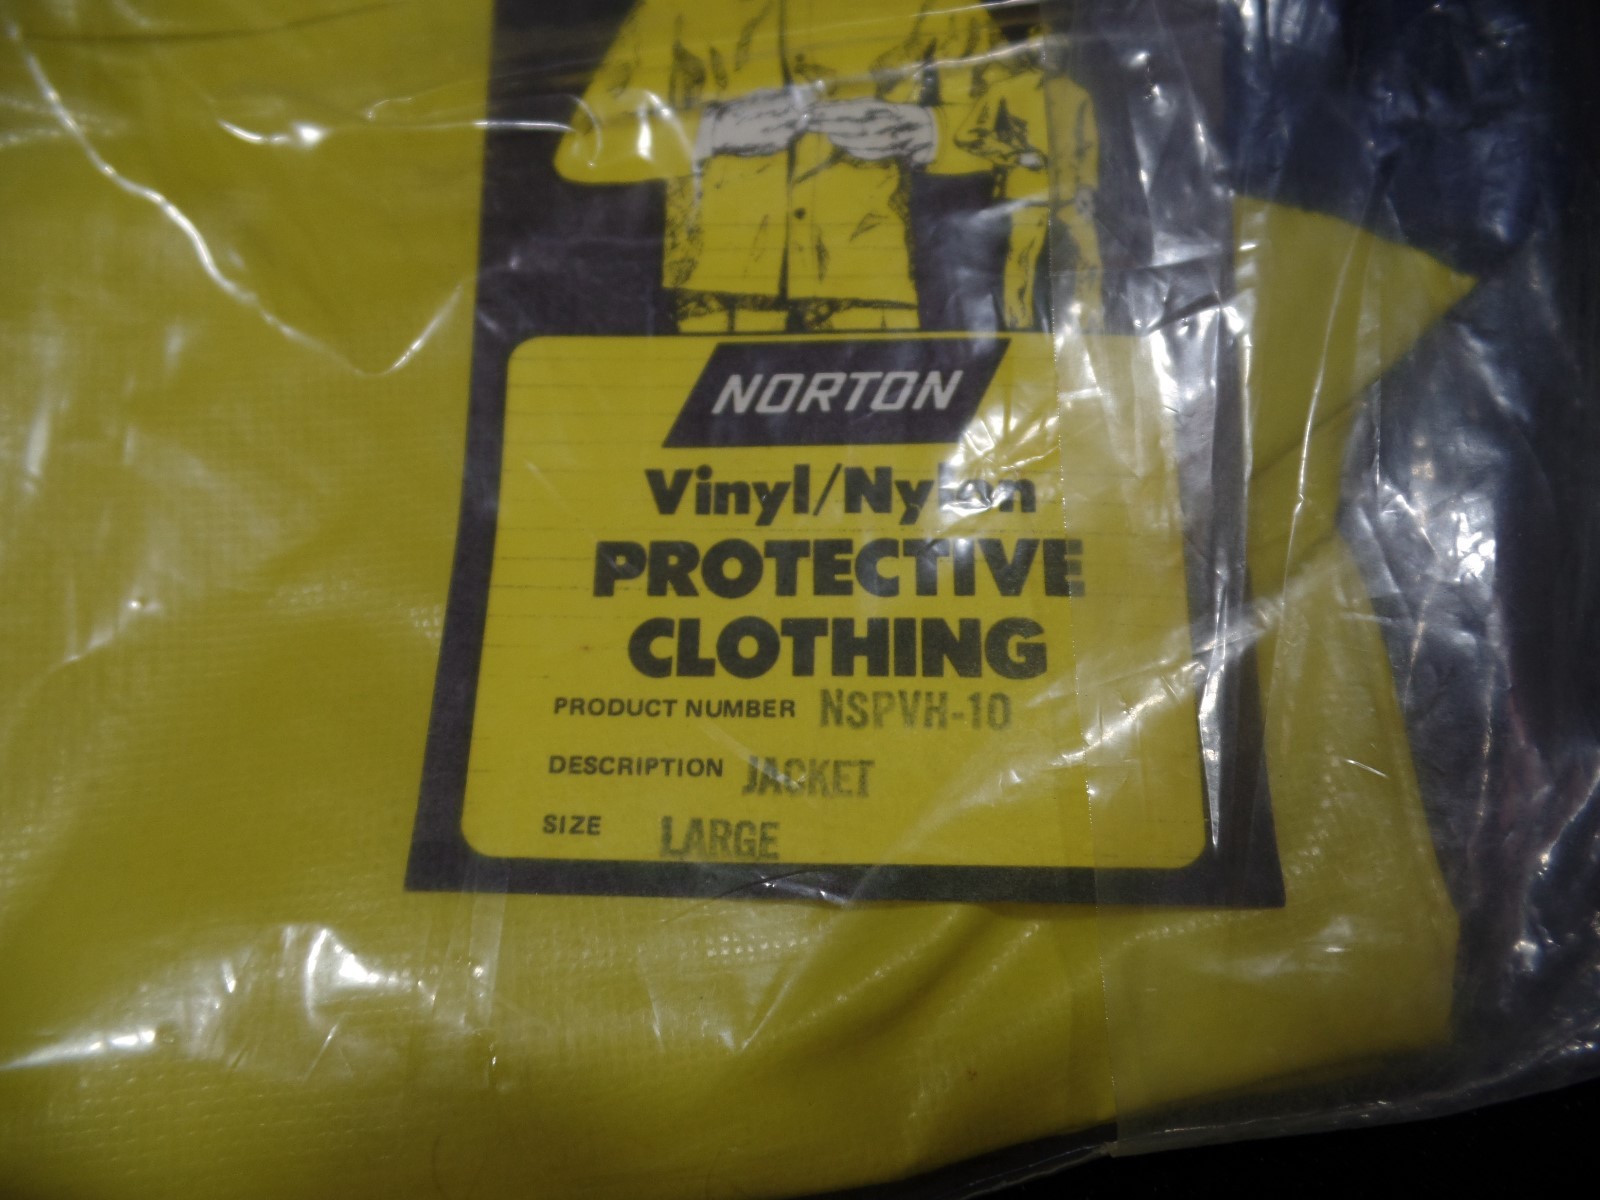 NORTON
Vinyl/Nylon
PROTECTIVE
CLOTHING
PRODUCT NUMBER NSPVH-10
DESCRIPTION JACKET
SIZE LARGE